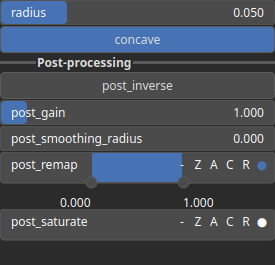 radius 0.050
concave
Post-processing
post_inverse
post_gain 1.000
post_smoothing_radius 0.000
post_remap - Z A C R
0.000 1.000
post_saturate - Z A C R